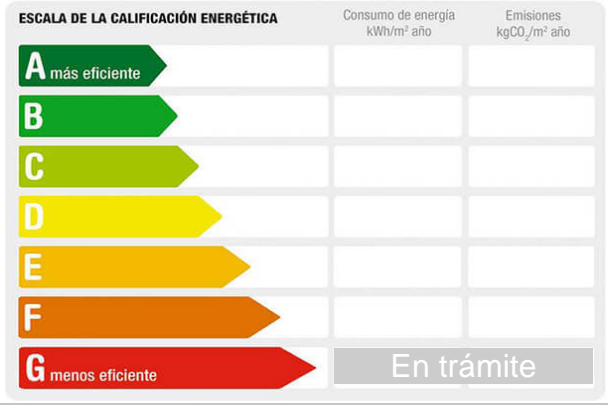 ESCALA DE LA CALIFICACIÓN ENERGÉTICA
Consumo de energía
kWh/m² año
Emisiones
kgCO₂/m² año
A más eficiente
B
C
D
E
F
G menos eficiente
En trámite